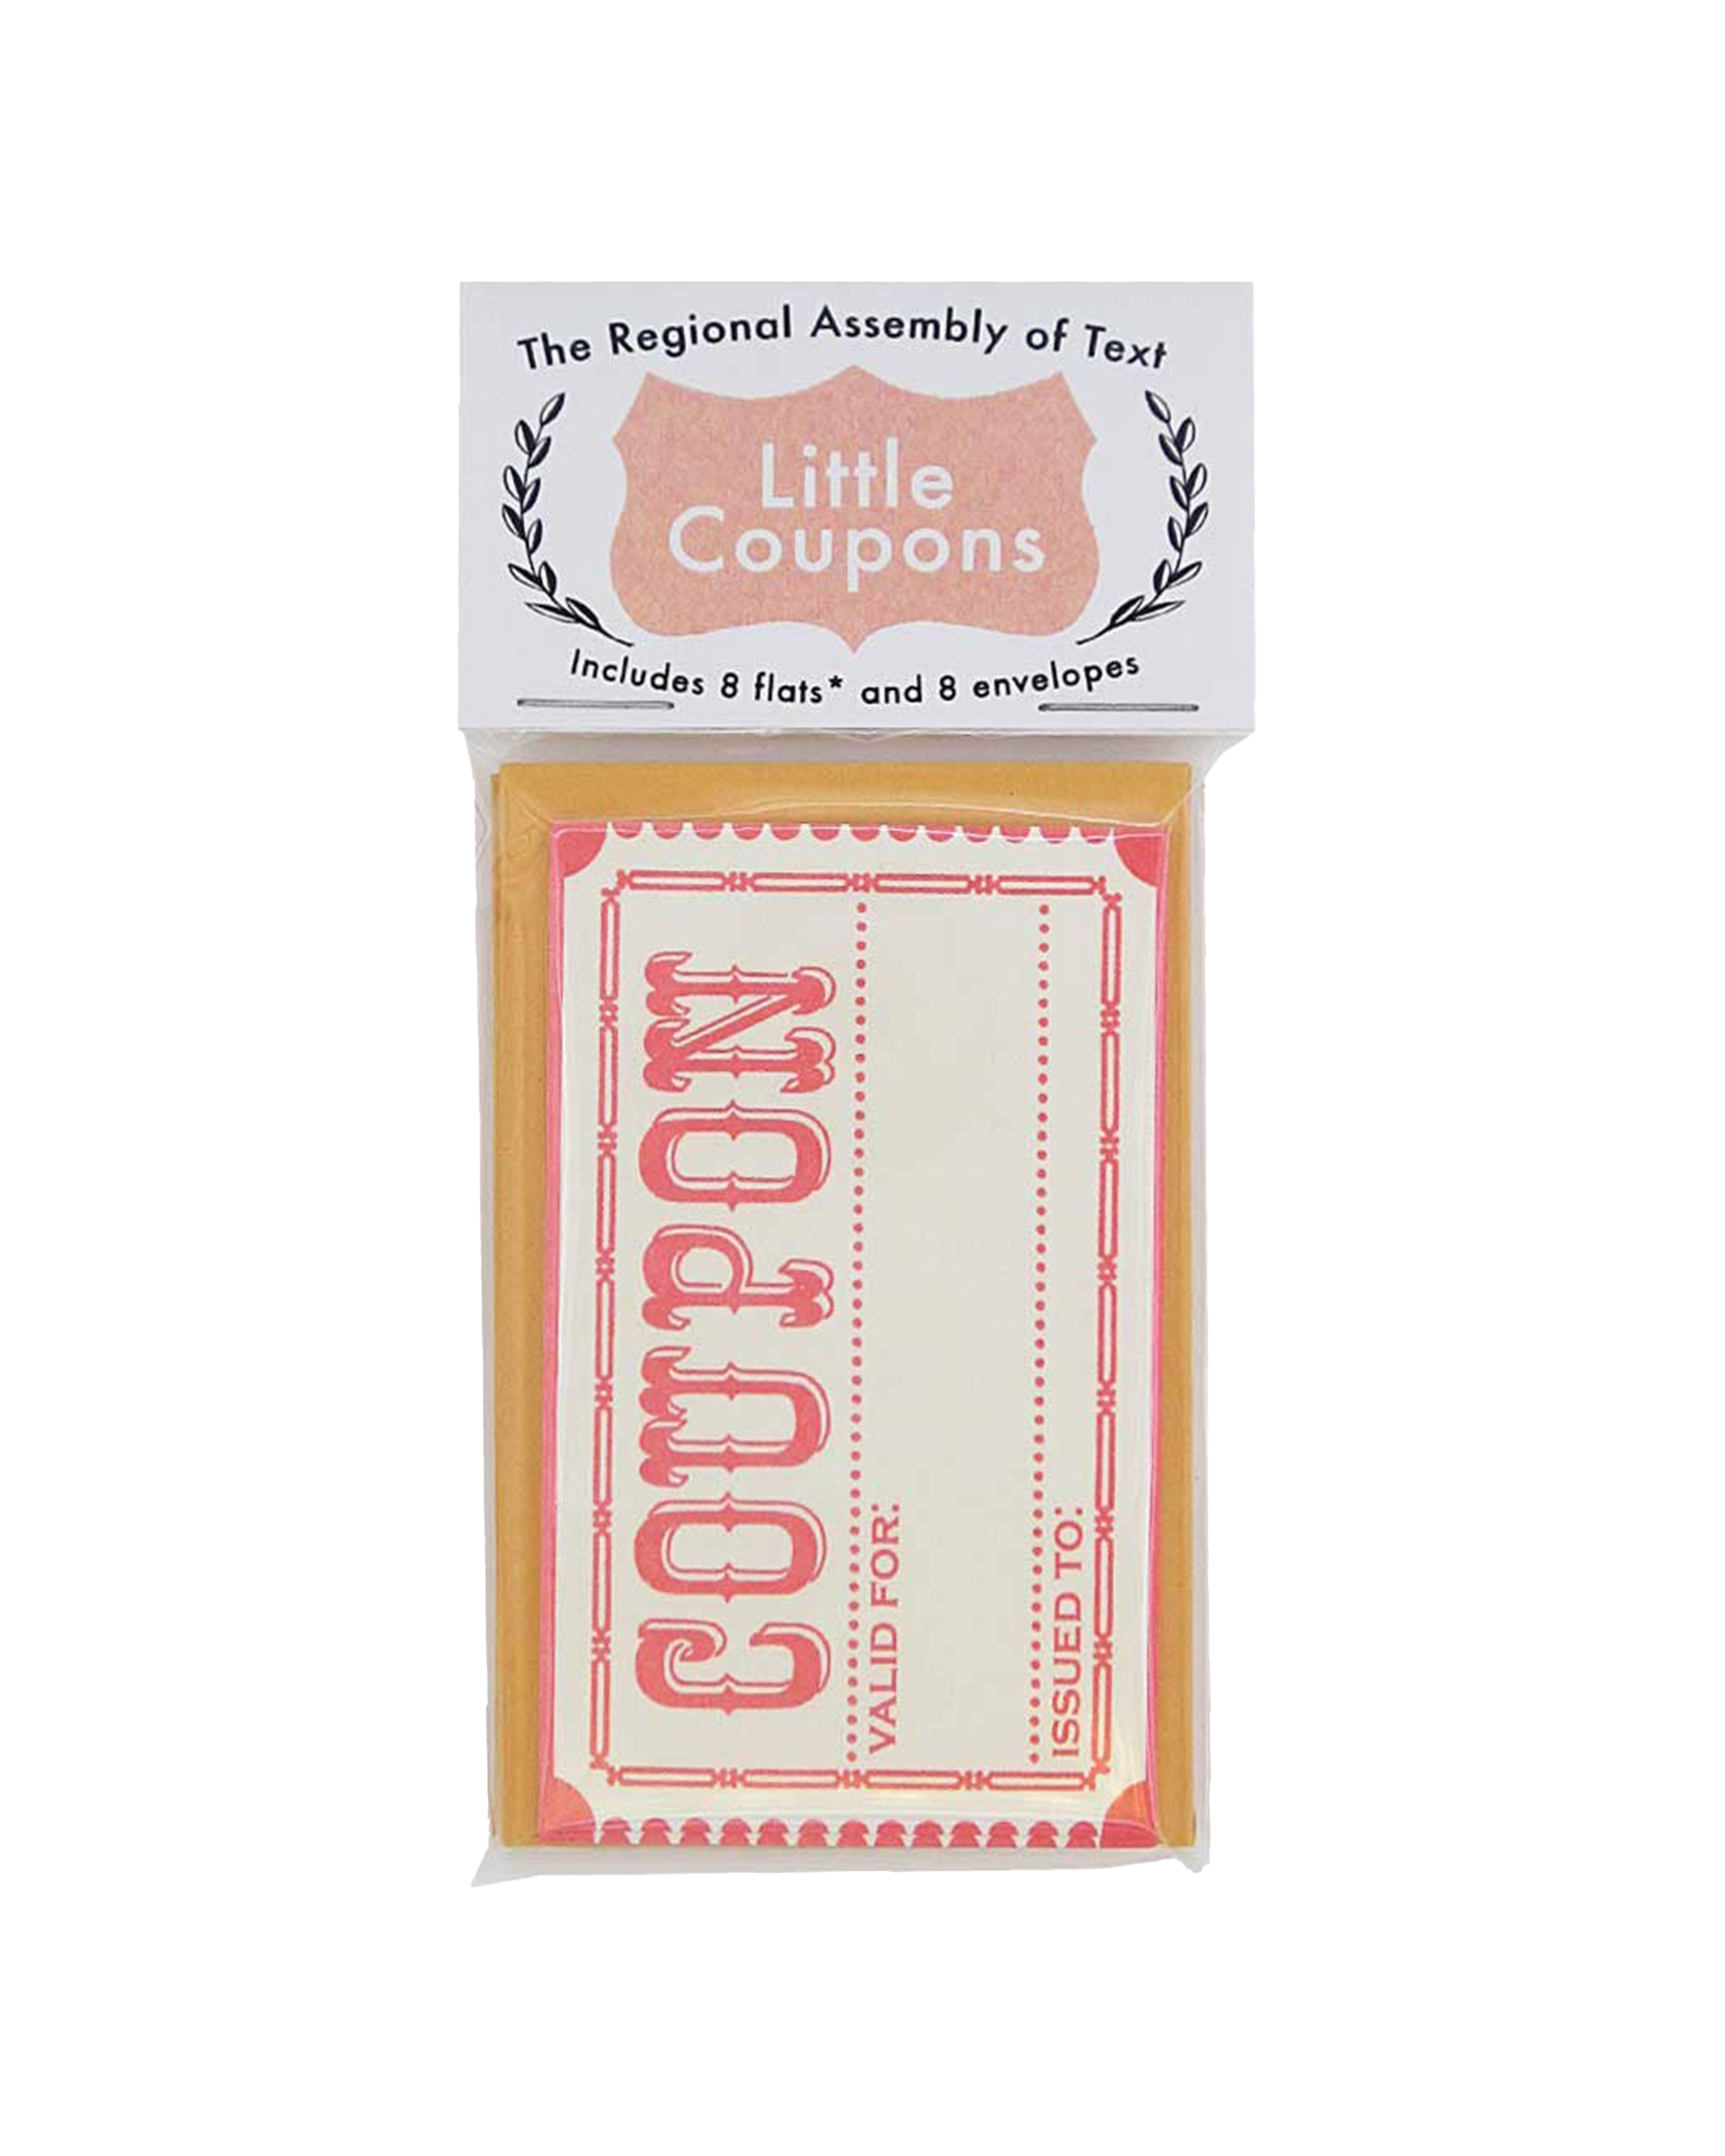 The Regional Assembly of Text
Little
Coupons
Includes 8 flats* and 8 envelopes
COUPON
VALID FOR:
ISSUED TO: